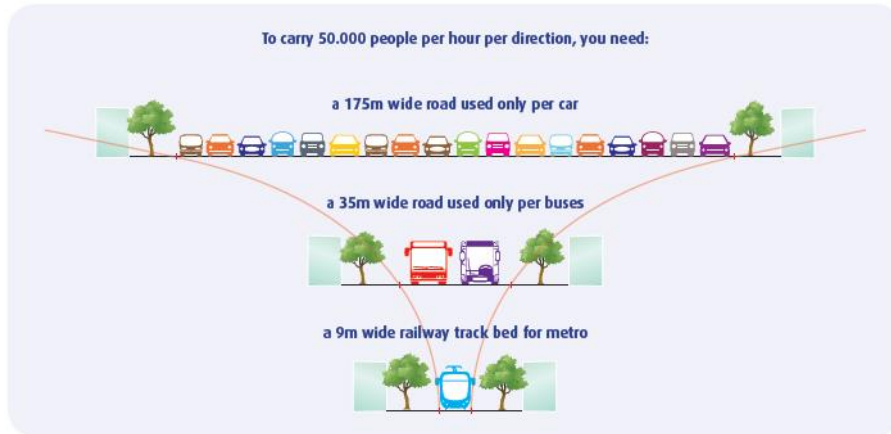 To carry 50.000 people per hour per direction, you need:
a 175m wide road used only per car
a 35m wide road used only per buses
a 9m wide railway track bed for metro